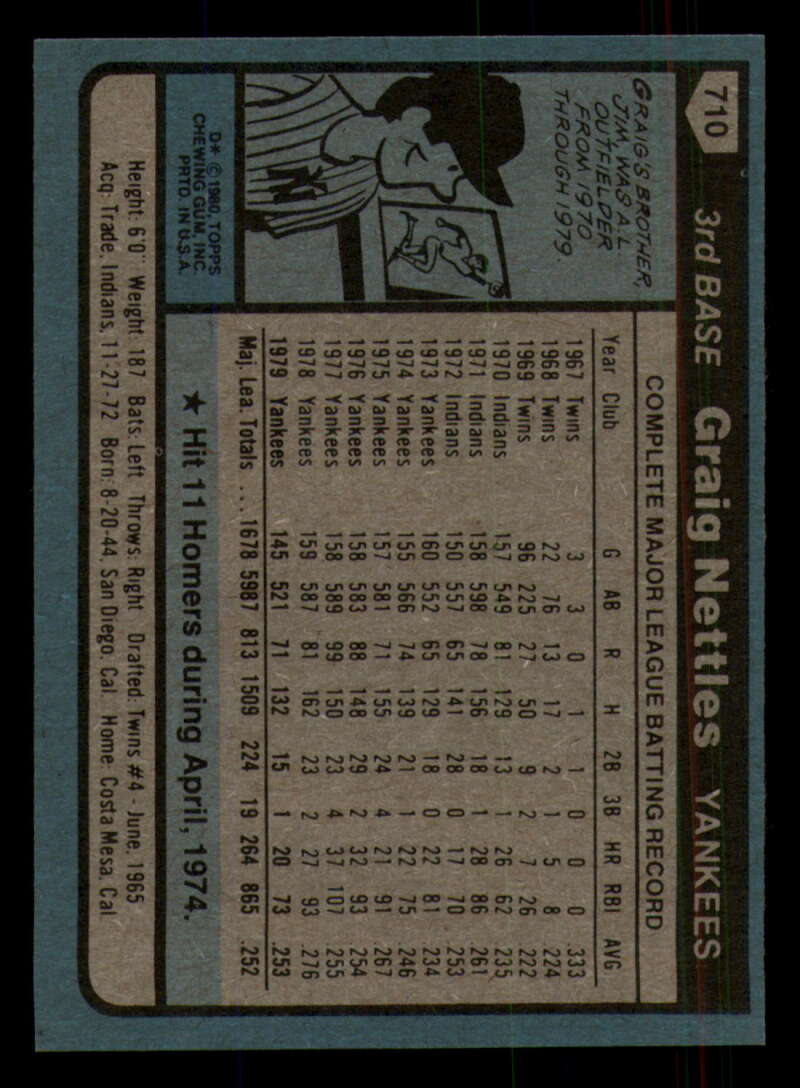 710
3rd BASE Graig Nettles YANKEES
GRAIG'S BROTHER,
JIM, WAS A.L.
OUTFIELDER
FROM 1970
THROUGH 1979.
D* © 1980, TOPPS
CHEWING GUM, INC.
PRTD. IN U.S.A.
COMPLETE MAJOR LEAGUE BATTING RECORD
Year Club G AB R H 2B 3B HR RBI AVG
1967 Twins 3 3 0 1 1 0 0 0 .333
1968 Twins 22 76 13 17 2 1 5 8 .224
1969 Twins 96 225 27 50 9 2 7 26 .222
1970 Indians 157 549 81 129 13 1 26 62 .235
1971 Indians 158 598 78 156 18 1 28 86 .261
1972 Indians 150 557 65 141 28 0 17 70 .253
1973 Yankees 160 552 65 129 18 0 22 81 .234
1974 Yankees 155 566 74 139 21 1 22 75 .246
1975 Yankees 157 581 71 155 24 4 21 91 .267
1976 Yankees 158 583 88 148 29 2 32 93 .254
1977 Yankees 158 589 99 150 23 4 37 107 .255
1978 Yankees 159 587 81 162 23 2 27 93 .276
1979 Yankees 145 521 71 132 15 1 20 73 .253
Maj. Lea. Totals ... 1678 5987 813 1509 224 19 264 865 .252
★ Hit 11 Homers during April, 1974.
Height: 6'0" Weight: 187 Bats: Left Throws: Right Drafted: Twins #4 - June, 1965
Acq: Trade, Indians, 11-27-72 Born: 8-20-44, San Diego, Cal. Home: Costa Mesa, Cal.